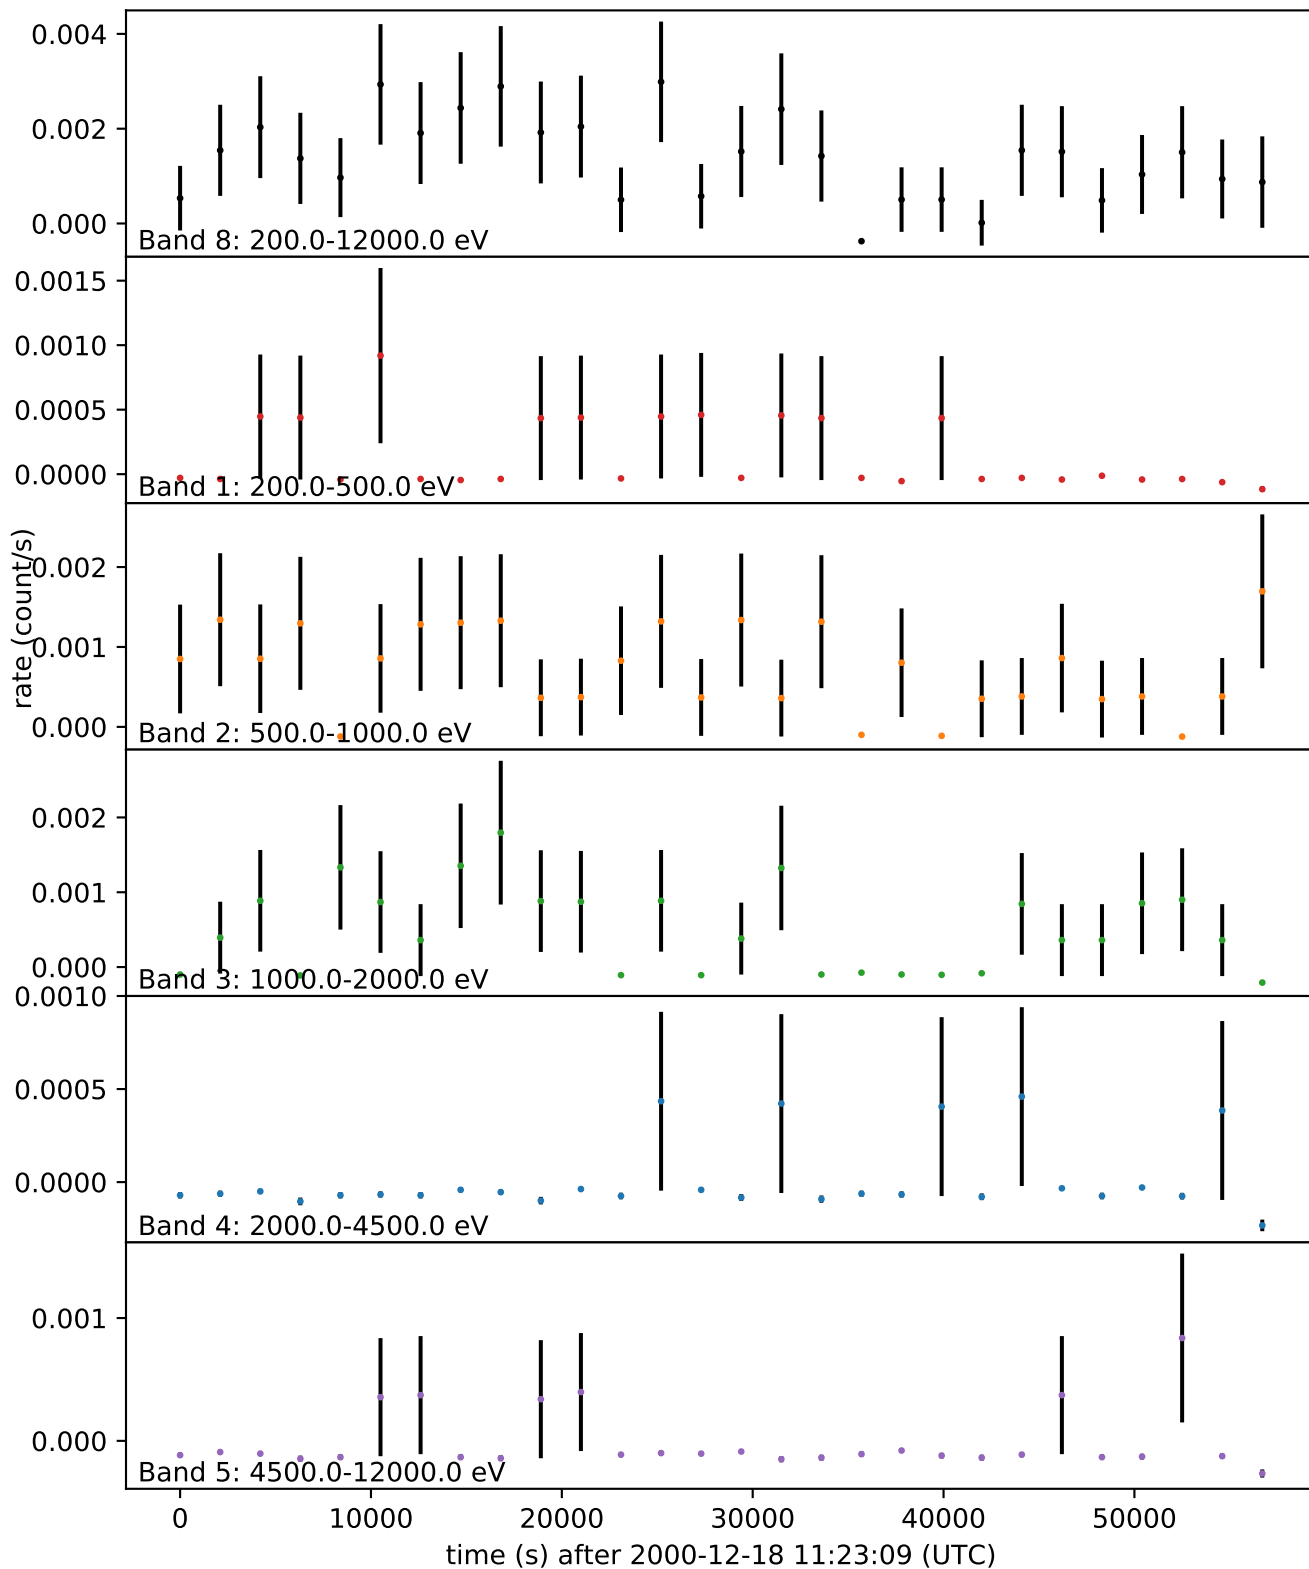 0.004
0.002
0.000
Band 8: 200.0-12000.0 eV
0.0015
0.0010
0.0005
0.0000
Band 1: 200.0-500.0 eV
rate (count/s)
0.002
0.001
0.000
Band 2: 500.0-1000.0 eV
0.002
0.001
0.000
Band 3: 1000.0-2000.0 eV
0.0010
0.0005
0.0000
Band 4: 2000.0-4500.0 eV
0.001
0.000
Band 5: 4500.0-12000.0 eV
0 10000 20000 30000 40000 50000
time (s) after 2000-12-18 11:23:09 (UTC)